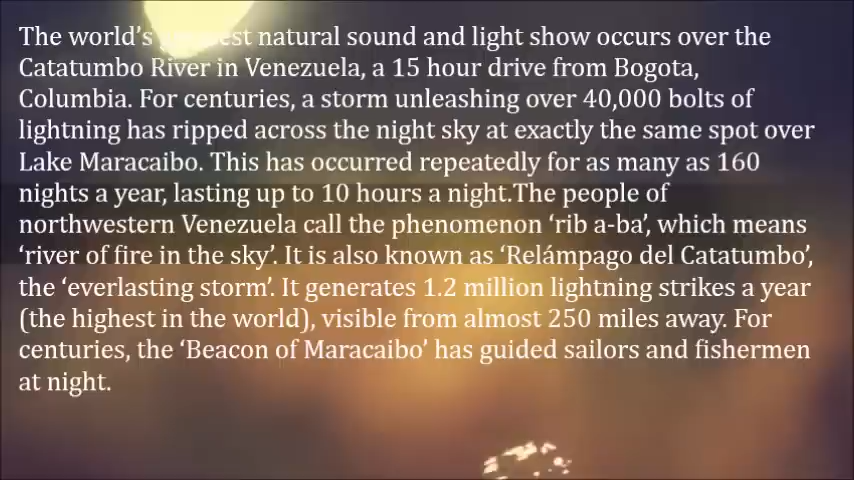 The world’s greatest natural sound and light show occurs over the
Catatumbo River in Venezuela, a 15 hour drive from Bogota,
Columbia. For centuries, a storm unleashing over 40,000 bolts of
lightning has ripped across the night sky at exactly the same spot over
Lake Maracaibo. This has occurred repeatedly for as many as 160
nights a year, lasting up to 10 hours a night.The people of
northwestern Venezuela call the phenomenon ‘rib a-ba’, which means
‘river of fire in the sky’. It is also known as ‘Relámpago del Catatumbo’,
the ‘everlasting storm’. It generates 1.2 million lightning strikes a year
(the highest in the world), visible from almost 250 miles away. For
centuries, the ‘Beacon of Maracaibo’ has guided sailors and fishermen
at night.